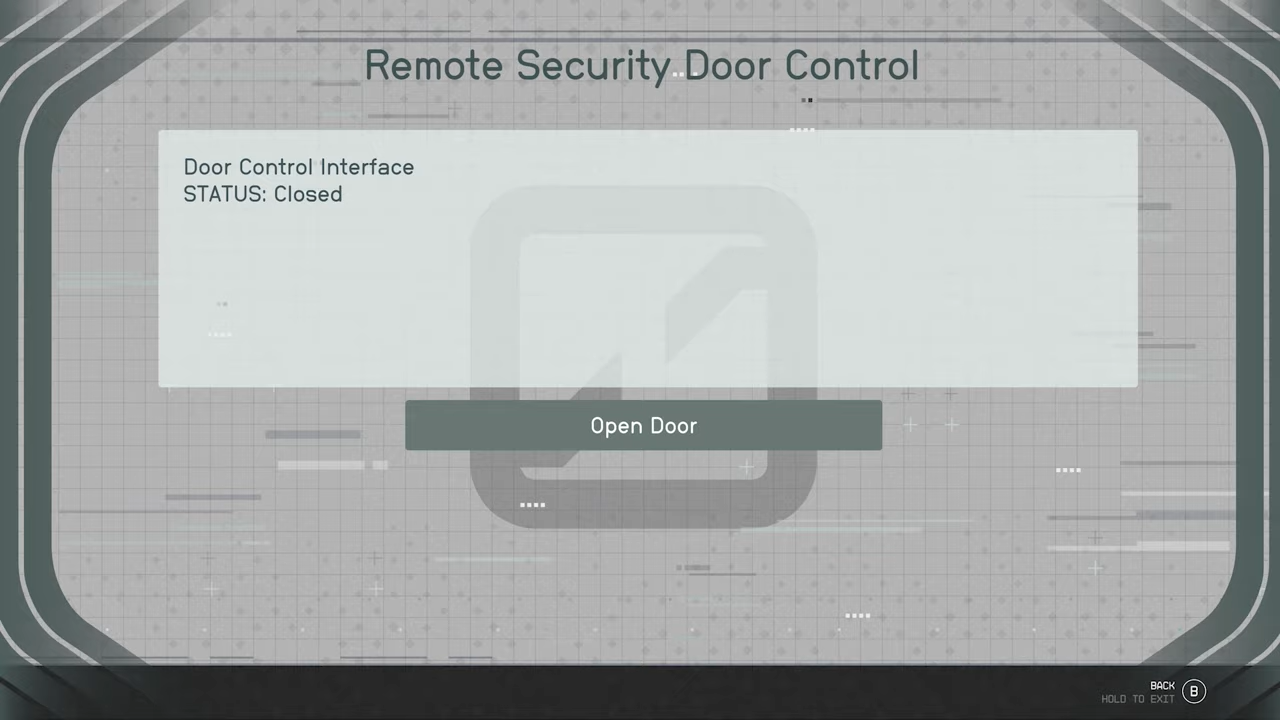 Remote Security Door Control
Door Control Interface
STATUS: Closed
Open Door
BACK
HOLD TO EXIT
B